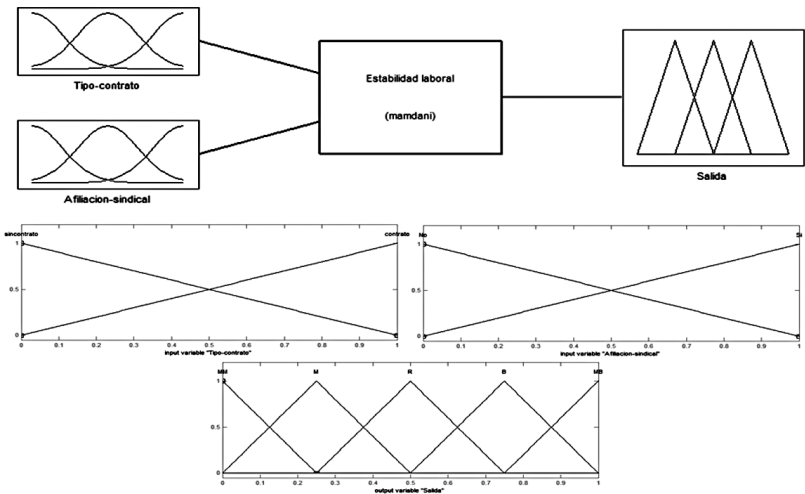 Tipo-contrato
Estabilidad laboral
(mamdani)
Afiliacion-sindical
Salida
sincontrato contrato
1
0.5
0
0 0.1 0.2 0.3 0.4 0.5 0.6 0.7 0.8 0.9 1
input variable "Tipo-contrato"
No Si
1
0.5
0
0 0.1 0.2 0.3 0.4 0.5 0.6 0.7 0.8 0.9 1
input variable "Afiliacion-sindical"
MM M R B MB
1
0.5
0
0 0.1 0.2 0.3 0.4 0.5 0.6 0.7 0.8 0.9 1
output variable "Salida"